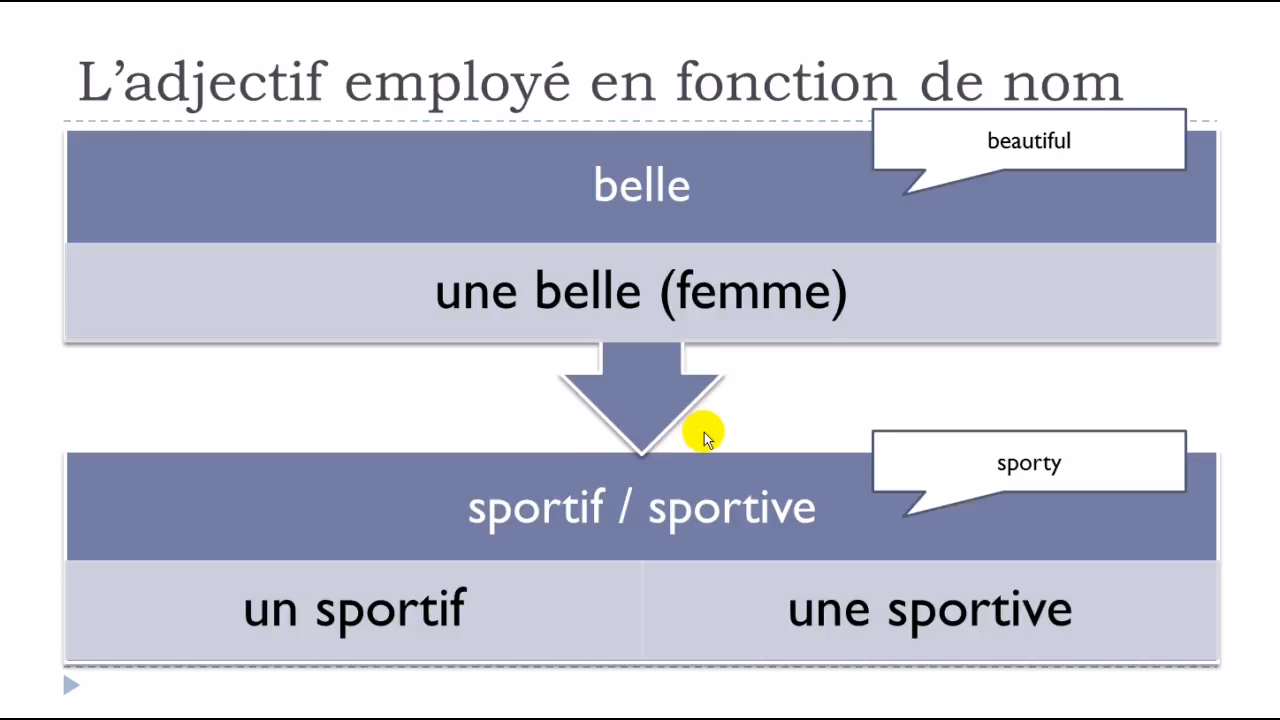 L’adjectif employé en fonction de nom
beautiful
belle
une belle (femme)
sporty
sportif / sportive
un sportif
une sportive